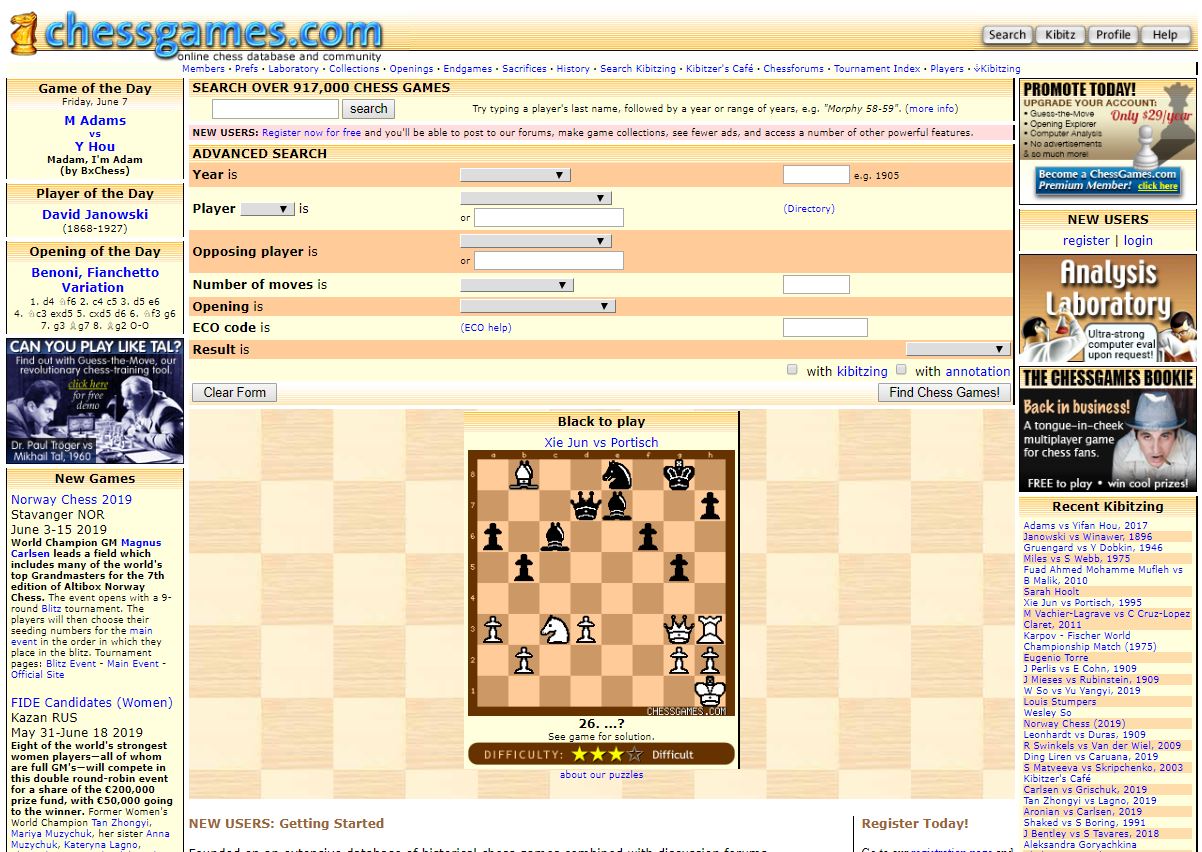 chessgames.com
online chess database and community
Search
Kibitz
Profile
Help
Members · Prefs · Laboratory · Collections · Openings · Endgames · Sacrifices · History · Search Kibitzing · Kibitzer's Café · Chessforums · Tournament Index · Players · Kibitzing
Game of the Day
Friday, June 7
M Adams
vs
Y Hou
Madam, I'm Adam
(by BxChess)
Player of the Day
David Janowski
(1868-1927)
Opening of the Day
Benoni, Fianchetto
Variation
1. d4 ♘f6 2. c4 c5 3. d5 e6
4. ♘c3 exd5 5. cxd5 d6 6. ♘f3 g6
7. g3 ♗g7 8. ♗g2 O-O
CAN YOU PLAY LIKE TAL?
Find out with Guess-the-Move, our
revolutionary chess-training tool.
click here
for free
demo
Dr. Paul Tröger vs
Mikhail Tal, 1960
New Games
Norway Chess 2019
Stavanger NOR
June 3-15 2019
World Champion GM Magnus
Carlsen leads a field which
includes many of the world's
top Grandmasters for the 7th
edition of Altibox Norway
Chess. The event opens with a 9-
round Blitz tournament. The
players will then choose their
seeding numbers for the main
event in the order in which they
place in the blitz. Tournament
pages: Blitz Event - Main Event -
Official Site
FIDE Candidates (Women)
Kazan RUS
May 31-June 18 2019
Eight of the world's strongest
women players—all of whom
are full GM's—will compete in
this double round-robin event
for a share of the €200,000
prize fund, with €50,000 going
to the winner. Former Women's
World Champion Tan Zhongyi,
Mariya Muzychuk, her sister Anna
Muzychuk, Kateryna Lagno,
SEARCH OVER 917,000 CHESS GAMES
search
Try typing a player's last name, followed by a year or range of years, e.g. "Morphy 58-59". (more info)
NEW USERS: Register now for free and you'll be able to post to our forums, make game collections, see fewer ads, and access a number of other powerful features.
ADVANCED SEARCH
Year is
e.g. 1905
Player is
or
(Directory)
Opposing player is
or
Number of moves is
Opening is
ECO code is
(ECO help)
Result is
with kibitzing
with annotation
Clear Form
Find Chess Games!
Black to play
Xie Jun vs Portisch
a b c d e f g h
8
7
6
5
4
3
2
1
CHESSGAMES.COM
26. ...?
See game for solution.
DIFFICULTY: Difficult
about our puzzles
NEW USERS: Getting Started
Register Today!
PROMOTE TODAY!
UPGRADE YOUR ACCOUNT:
• Guess-the-Move
Only $29/year
• Opening Explorer
• Computer Analysis
• No advertisements
& so much more!
Become a ChessGames.com
Premium Member! click here
NEW USERS
register | login
Analysis
Laboratory
Ultra-strong
computer eval
upon request!
THE CHESSGAMES BOOKIE
Back in business!
A tongue-in-cheek
multiplayer game
for chess fans.
FREE to play • win cool prizes!
Recent Kibitzing
Adams vs Yifan Hou, 2017
Janowski vs Winawer, 1896
Gruengard vs Y Dobkin, 1946
Miles vs S Webb, 1975
Fuad Ahmed Mohamme Mufleh vs
B Malik, 2010
Sarah Hoolt
Xie Jun vs Portisch, 1995
M Vachier-Lagrave vs C Cruz-Lopez
Claret, 2011
Karpov - Fischer World
Championship Match (1975)
Eugenio Torre
J Perlis vs E Cohn, 1909
J Mieses vs Rubinstein, 1909
W So vs Yu Yangyi, 2019
Louis Stumpers
Wesley So
Norway Chess (2019)
Leonhardt vs Duras, 1909
R Swinkels vs Van der Wiel, 2009
Ding Liren vs Caruana, 2019
S Matveeva vs Skripchenko, 2003
Kibitzer's Café
Carlsen vs Grischuk, 2019
Tan Zhongyi vs Lagno, 2019
Aronian vs Carlsen, 2019
Shaked vs S Boring, 1991
J Bentley vs S Tavares, 2018
Aleksandra Goryachkina